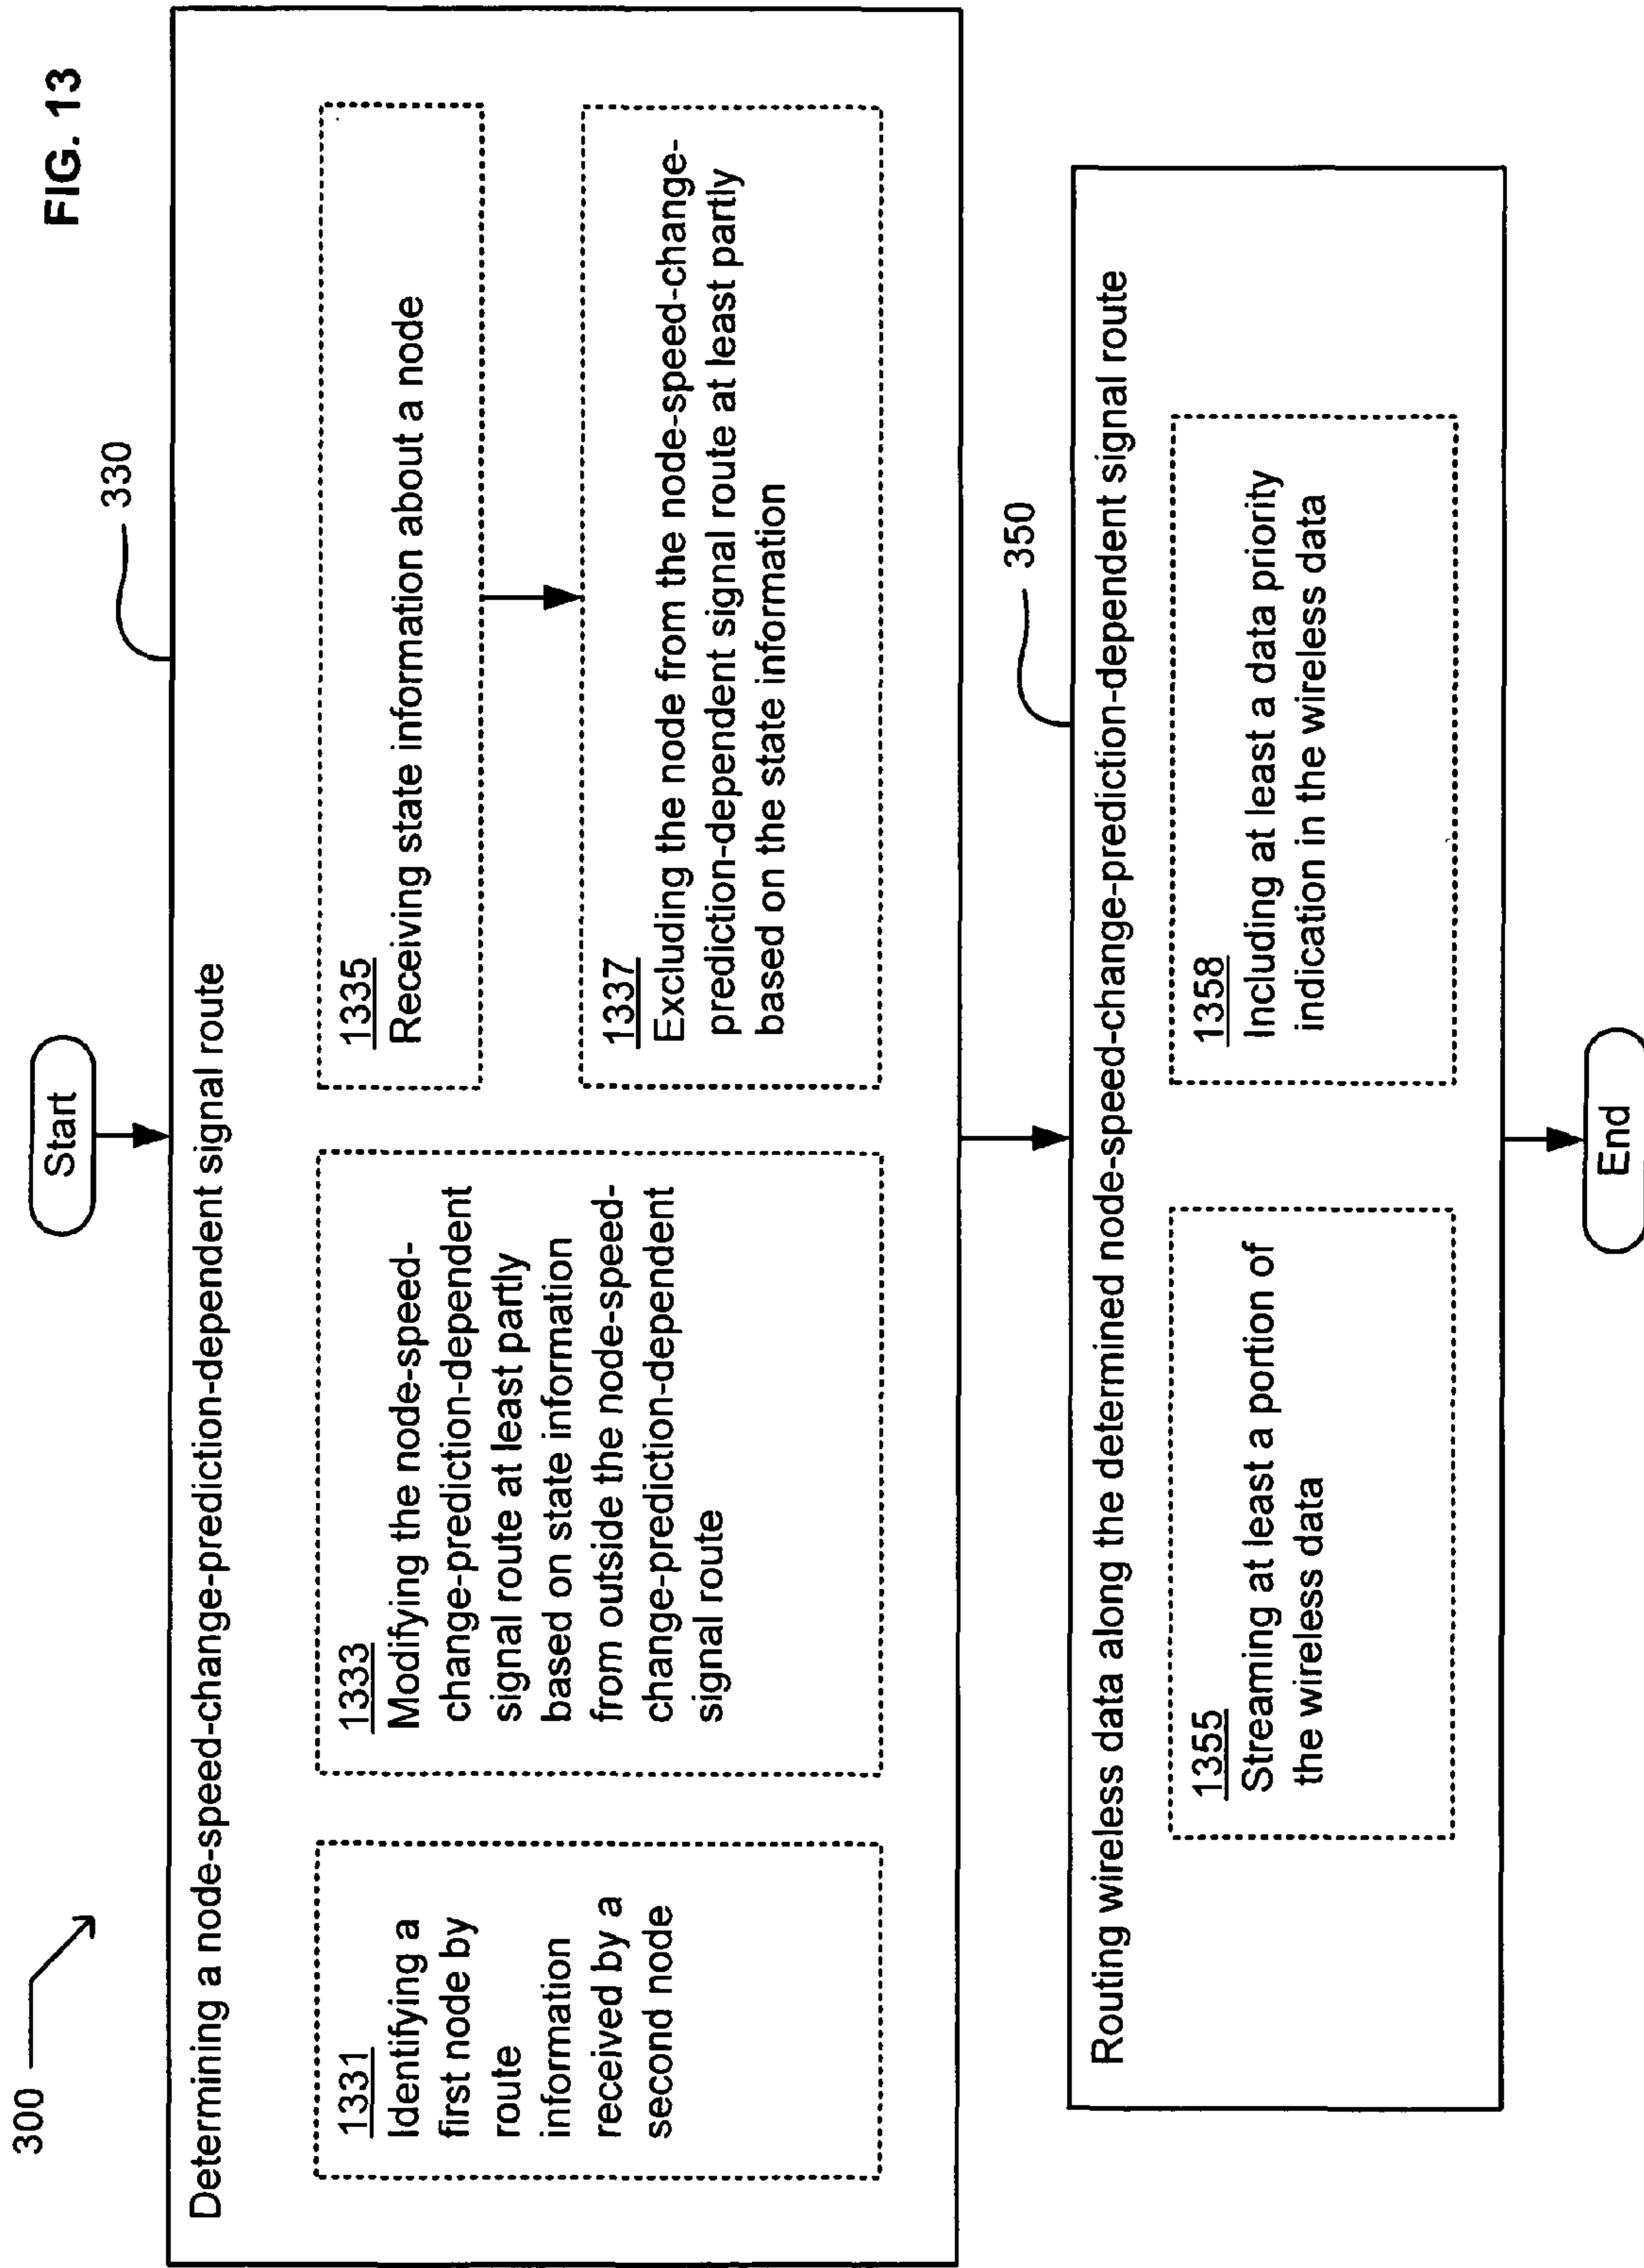 FIG. 13
300
Start
330
Determining a node-speed-change-prediction-dependent signal route
1331
Identifying a
first node by
route
information
received by a
second node
1333
Modifying the node-speed-
change-prediction-dependent
signal route at least partly
based on state information
from outside the node-speed-
change-prediction-dependent
signal route
1335
Receiving state information about a node
1337
Excluding the node from the node-speed-change-
prediction-dependent signal route at least partly
based on the state information
350
Routing wireless data along the determined node-speed-change-prediction-dependent signal route
1355
Streaming at least a portion of
the wireless data
1358
Including at least a data priority
indication in the wireless data
End